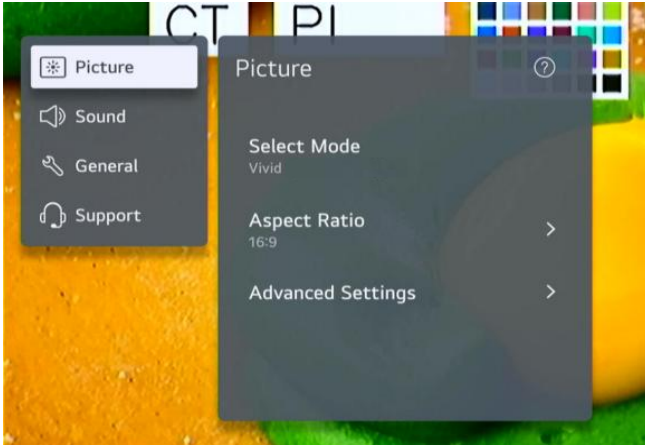 CT PI
Picture
Sound
General
Support
Picture
?
Select Mode
Vivid
Aspect Ratio
16:9
Advanced Settings